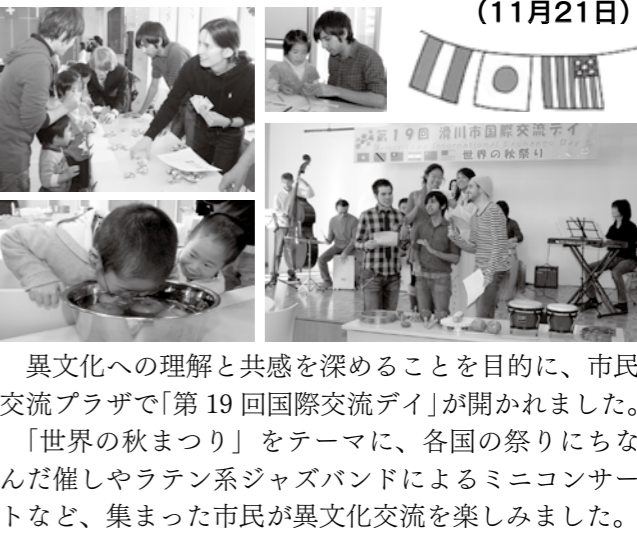 (11月21日)
第19回 滑川市国際交流デイ
世界の秋祭り
異文化への理解と共感を深めることを目的に、市民
交流プラザで「第 19 回国際交流デイ」が開かれました。
「世界の秋まつり」をテーマに、各国の祭りにちな
んだ催しやラテン系ジャズバンドによるミニコンサー
トなど、集まった市民が異文化交流を楽しみました。